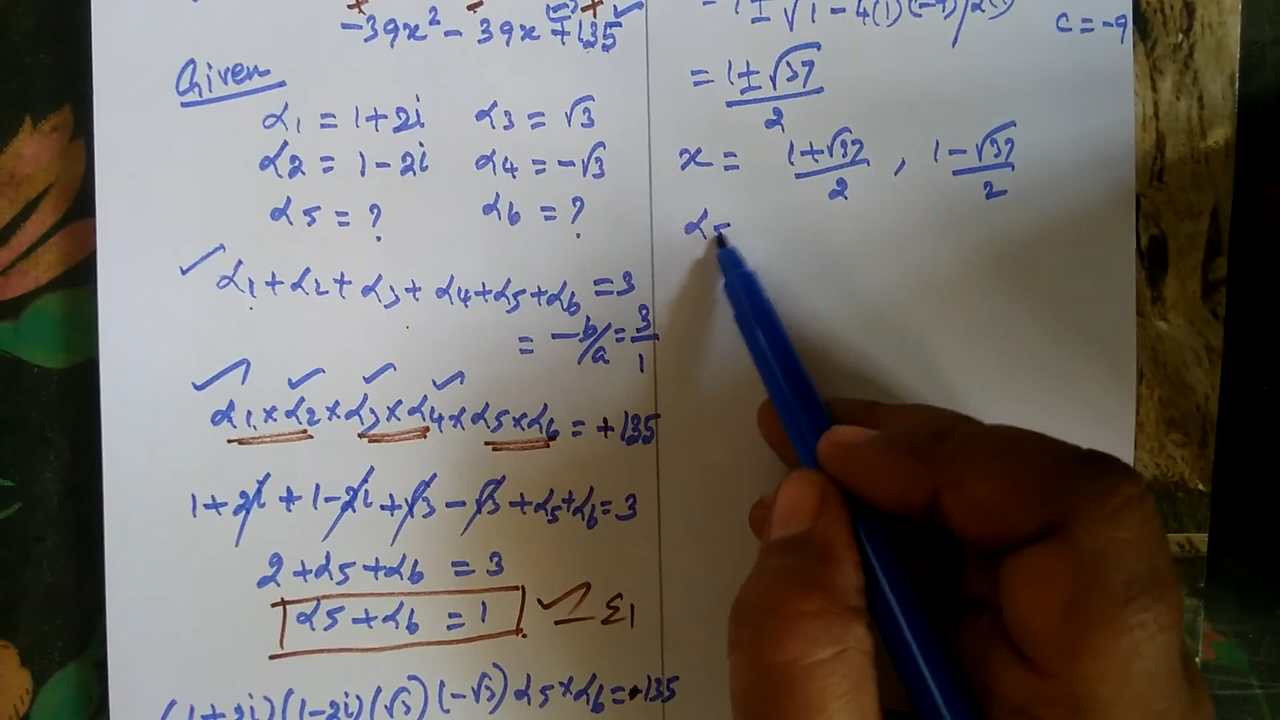 -39x² - 39x + 135
Given
α1 = 1+2i α3 = √3
α2 = 1-2i α4 = -√3
α5 = ? α6 = ?
✓ α1+α2+α3+α4+α5+α6 = 3
= -b/a = 3/1
α1×α2×α3×α4×α5×α6 = +135
1+2i+1-2i+√3-√3+α5+α6=3
2+α5+α6 = 3
α5+α6 = 1 ✓ - Σ1
(1+2i)(1-2i)(√3)(-√3) α5×α6=+135
c = -9
= (1±√37)/2
x = (1+√37)/2 , (1-√37)/2
α5